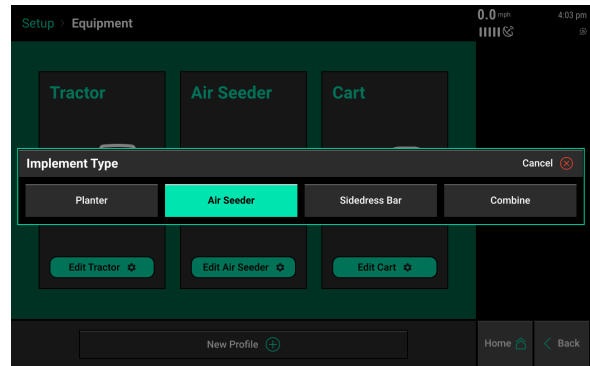 Setup > Equipment
0.0 mph 4:03 pm
Tractor Air Seeder Cart
Implement Type Cancel
Planter Air Seeder Sidedress Bar Combine
Edit Tractor Edit Air Seeder Edit Cart
New Profile Home < Back